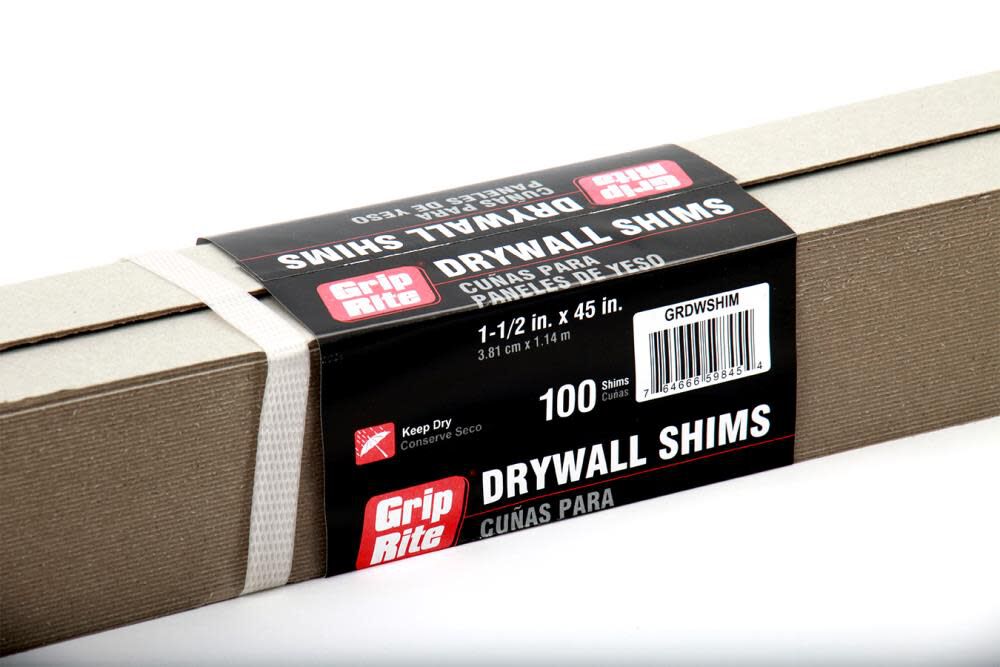 Grip
Rite
DRYWALL SHIMS
CUÑAS PARA
PANELES DE YESO
Grip
Rite
DRYWALL SHIMS
CUÑAS PARA
PANELES DE YESO
1-1/2 in. x 45 in.
3.81 cm x 1.14 m
GRDWSHIM
7 64666 59845 4
100 Shims
Cuñas
Keep Dry
Conserve Seco
Grip
Rite
DRYWALL SHIMS
CUÑAS PARA